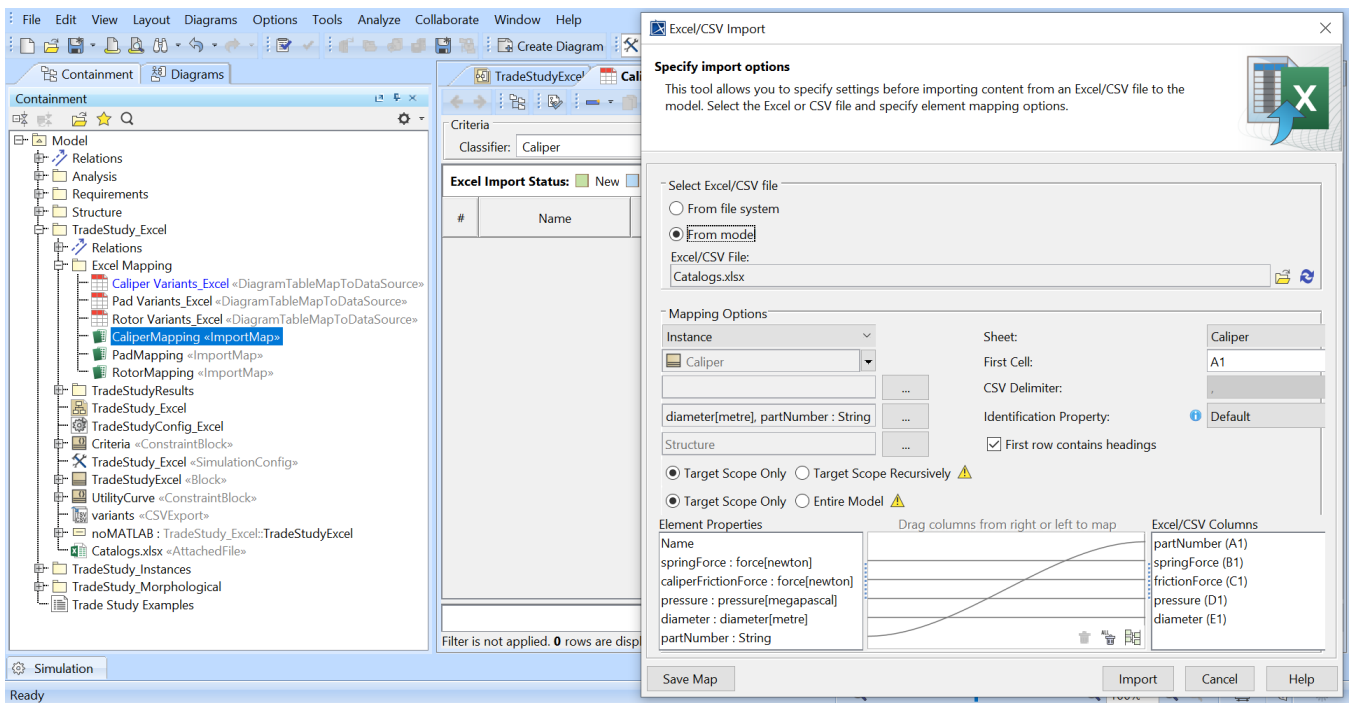 File Edit View Layout Diagrams Options Tools Analyze Collaborate Window Help
Create Diagram
Containment Diagrams
Containment
Model
Relations
Analysis
Requirements
Structure
TradeStudy_Excel
Relations
Excel Mapping
Caliper Variants_Excel «DiagramTableMapToDataSource»
Pad Variants_Excel «DiagramTableMapToDataSource»
Rotor Variants_Excel «DiagramTableMapToDataSource»
CaliperMapping «ImportMap»
PadMapping «ImportMap»
RotorMapping «ImportMap»
TradeStudyResults
TradeStudy_Excel
TradeStudyConfig_Excel
Criteria «ConstraintBlock»
TradeStudy_Excel «SimulationConfig»
TradeStudyExcel «Block»
UtilityCurve «ConstraintBlock»
variants «CSVExport»
noMATLAB : TradeStudy_Excel::TradeStudyExcel
Catalogs.xlsx «AttachedFile»
TradeStudy_Instances
TradeStudy_Morphological
Trade Study Examples
Simulation
Ready
TradeStudyExcel Cali
Criteria
Classifier: Caliper
Excel Import Status: New
# Name
Filter is not applied. 0 rows are displ
Excel/CSV Import
Specify import options
This tool allows you to specify settings before importing content from an Excel/CSV file to the
model. Select the Excel or CSV file and specify element mapping options.
X
Select Excel/CSV file
From file system
From model
Excel/CSV File:
Catalogs.xlsx
Mapping Options
Instance Sheet: Caliper
Caliper First Cell: A1
... CSV Delimiter: ,
diameter[metre], partNumber : String ... Identification Property: Default
Structure ... First row contains headings
Target Scope Only Target Scope Recursively
Target Scope Only Entire Model
Element Properties Drag columns from right or left to map Excel/CSV Columns
Name partNumber (A1)
springForce : force[newton] springForce (B1)
caliperFrictionForce : force[newton] frictionForce (C1)
pressure : pressure[megapascal] pressure (D1)
diameter : diameter[metre] diameter (E1)
partNumber : String
Save Map Import Cancel Help
100%